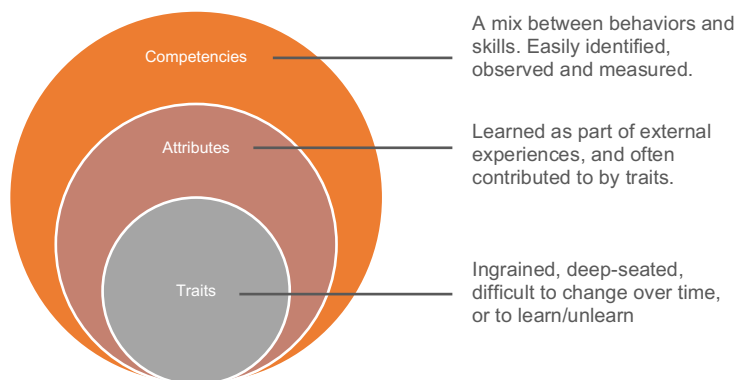 Competencies
A mix between behaviors and
skills. Easily identified,
observed and measured.
Attributes
Learned as part of external
experiences, and often
contributed to by traits.
Traits
Ingrained, deep-seated,
difficult to change over time,
or to learn/unlearn